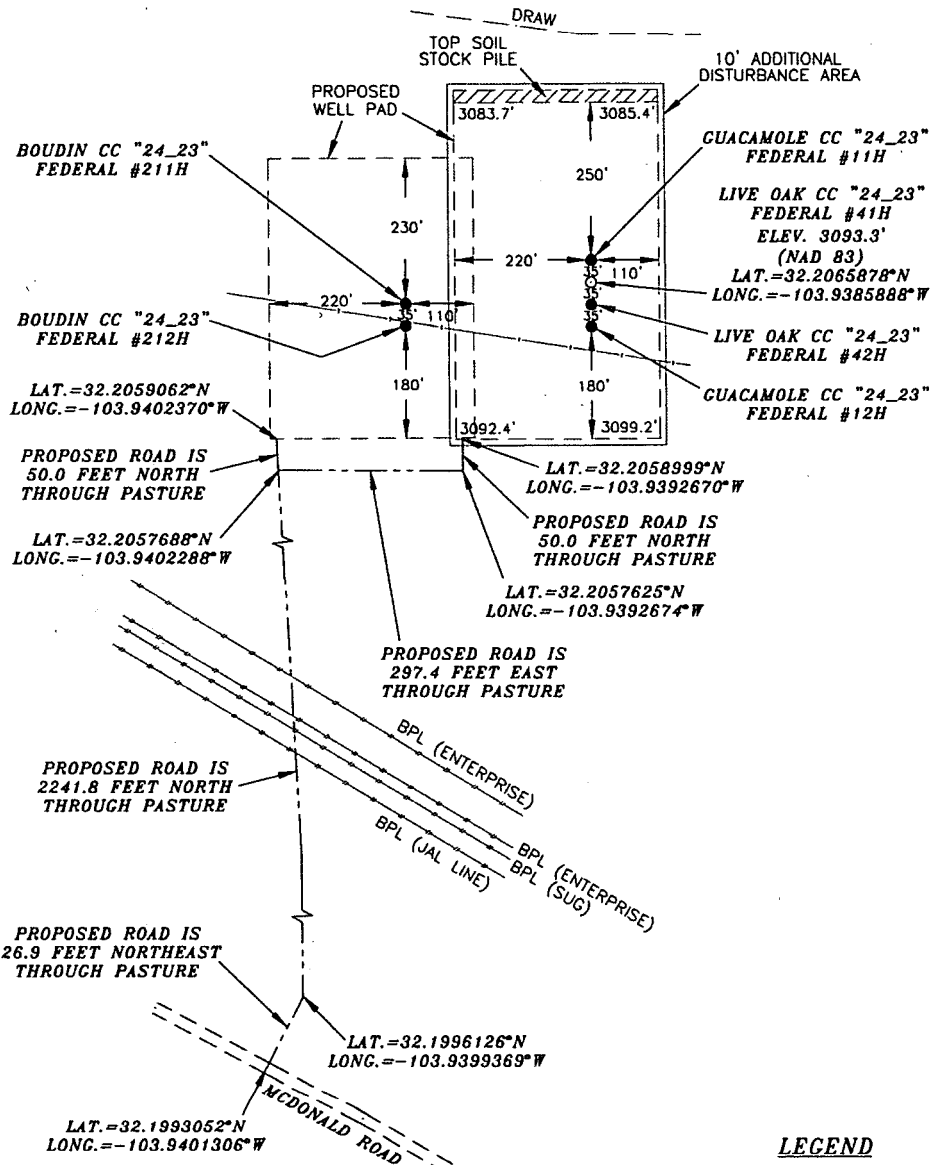 DRAW
TOP SOIL
STOCK PILE
10' ADDITIONAL
DISTURBANCE AREA
PROPOSED
WELL PAD
3083.7'
3085.4'
BOUDIN CC "24_23"
FEDERAL #211H
GUACAMOLE CC "24_23"
FEDERAL #11H
250'
LIVE OAK CC "24_23"
FEDERAL #41H
ELEV. 3093.3'
(NAD 83)
LAT.=32.2065878°N
LONG.=-103.9385888°W
230'
220'
110'
35'
35'
35'
220'
110'
35'
BOUDIN CC "24_23"
FEDERAL #212H
LIVE OAK CC "24_23"
FEDERAL #42H
180'
180'
GUACAMOLE CC "24_23"
FEDERAL #12H
LAT.=32.2059062°N
LONG.=-103.9402370°W
3092.4'
3099.2'
PROPOSED ROAD IS
50.0 FEET NORTH
THROUGH PASTURE
LAT.=32.2058999°N
LONG.=-103.9392670°W
PROPOSED ROAD IS
50.0 FEET NORTH
THROUGH PASTURE
LAT.=32.2057688°N
LONG.=-103.9402288°W
LAT.=32.2057625°N
LONG.=-103.9392674°W
PROPOSED ROAD IS
297.4 FEET EAST
THROUGH PASTURE
BPL (ENTERPRISE)
PROPOSED ROAD IS
2241.8 FEET NORTH
THROUGH PASTURE
BPL (JAL LINE)
BPL (ENTERPRISE)
BPL (SUG)
PROPOSED ROAD IS
26.9 FEET NORTHEAST
THROUGH PASTURE
LAT.=32.1996126°N
LONG.=-103.9399369°W
MCDONALD ROAD
LAT.=32.1993052°N
LONG.=-103.9401306°W
LEGEND